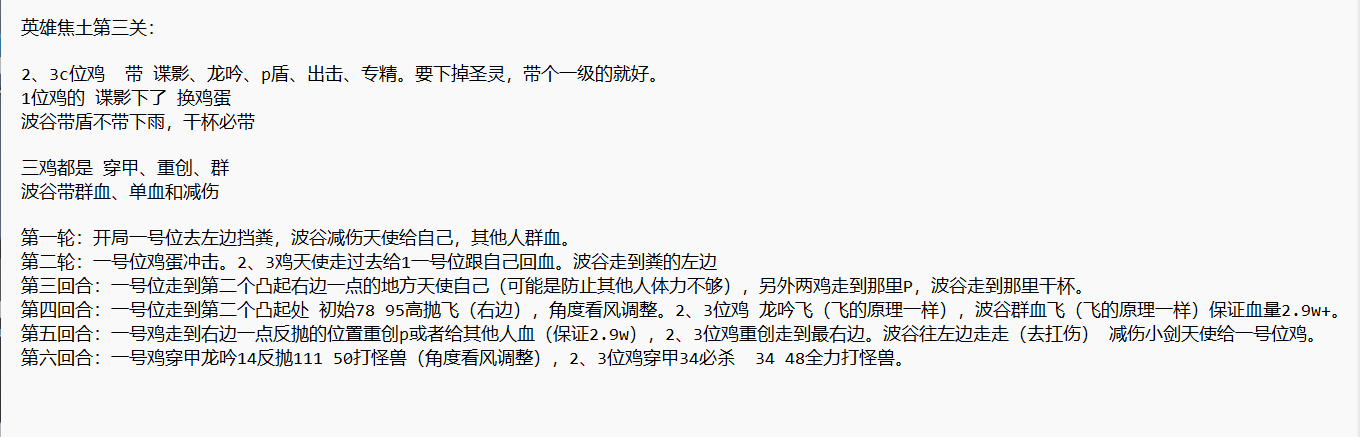 英雄焦土第三关:
2、3c位鸡  带 谍影、龙吟、p盾、出击、专精。要下掉圣灵，带个一级的就好。
1位鸡的 谍影下了 换鸡蛋
波谷带盾不带下雨，干杯必带
三鸡都是 穿甲、重创、群
波谷带群血、单血和减伤
第一轮：开局一号位去左边挡粪，波谷减伤天使给自己，其他人群血。
第二轮：一号位鸡蛋冲击。2、3鸡天使走过去给1一号位跟自己回血。波谷走到粪的左边
第三回合：一号位走到第二个凸起右边一点的地方天使自己（可能是防止其他人体力不够），另外两鸡走到那里P，波谷走到那里干杯。
第四回合：一号位走到第二个凸起处 初始78 95高抛飞（右边），角度看风调整。2、3位鸡 龙吟飞（飞的原理一样），波谷群血飞（飞的原理一样）保证血量2.9w+。
第五回合：一号鸡走到右边一点反抛的位置重创p或者给其他人血（保证2.9w），2、3位鸡重创走到最右边。波谷往左边走走（去扛伤） 减伤小剑天使给一号位鸡。
第六回合：一号鸡穿甲龙吟14反抛111 50打怪兽（角度看风调整），2、3位鸡穿甲34必杀  34 48全力打怪兽。